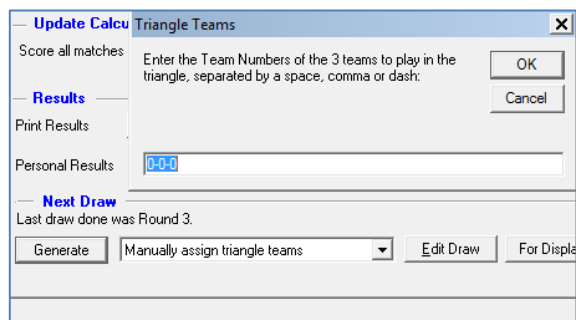 Update Calcu
Triangle Teams
Score all matches
Enter the Team Numbers of the 3 teams to play in the
triangle, separated by a space, comma or dash:
OK
Cancel
Results
Print Results
Personal Results
0-0-0
Next Draw
Last draw done was Round 3.
Generate
Manually assign triangle teams
Edit Draw
For Displa